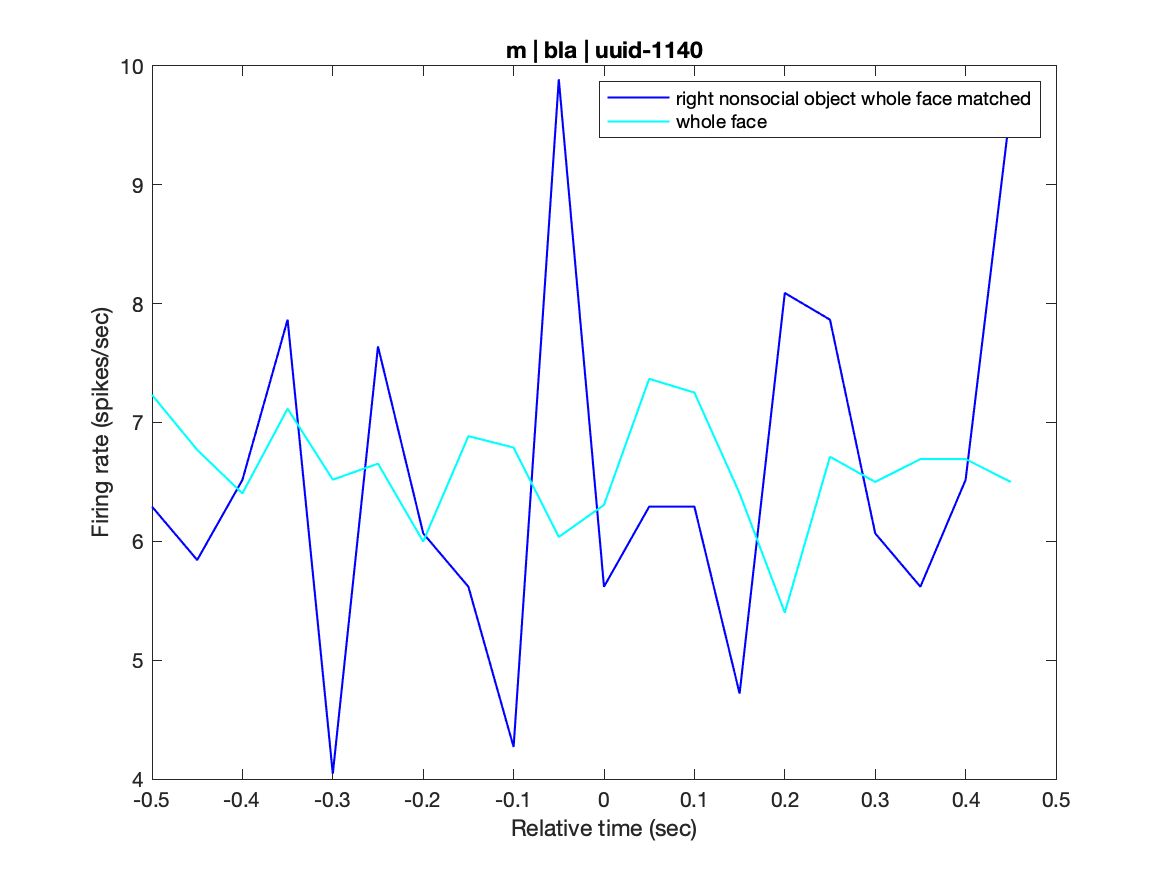 m | bla | uuid-1140
right nonsocial object whole face matched
whole face
10
9
8
7
6
5
4
Firing rate (spikes/sec)
-0.5 -0.4 -0.3 -0.2 -0.1 0 0.1 0.2 0.3 0.4 0.5
Relative time (sec)